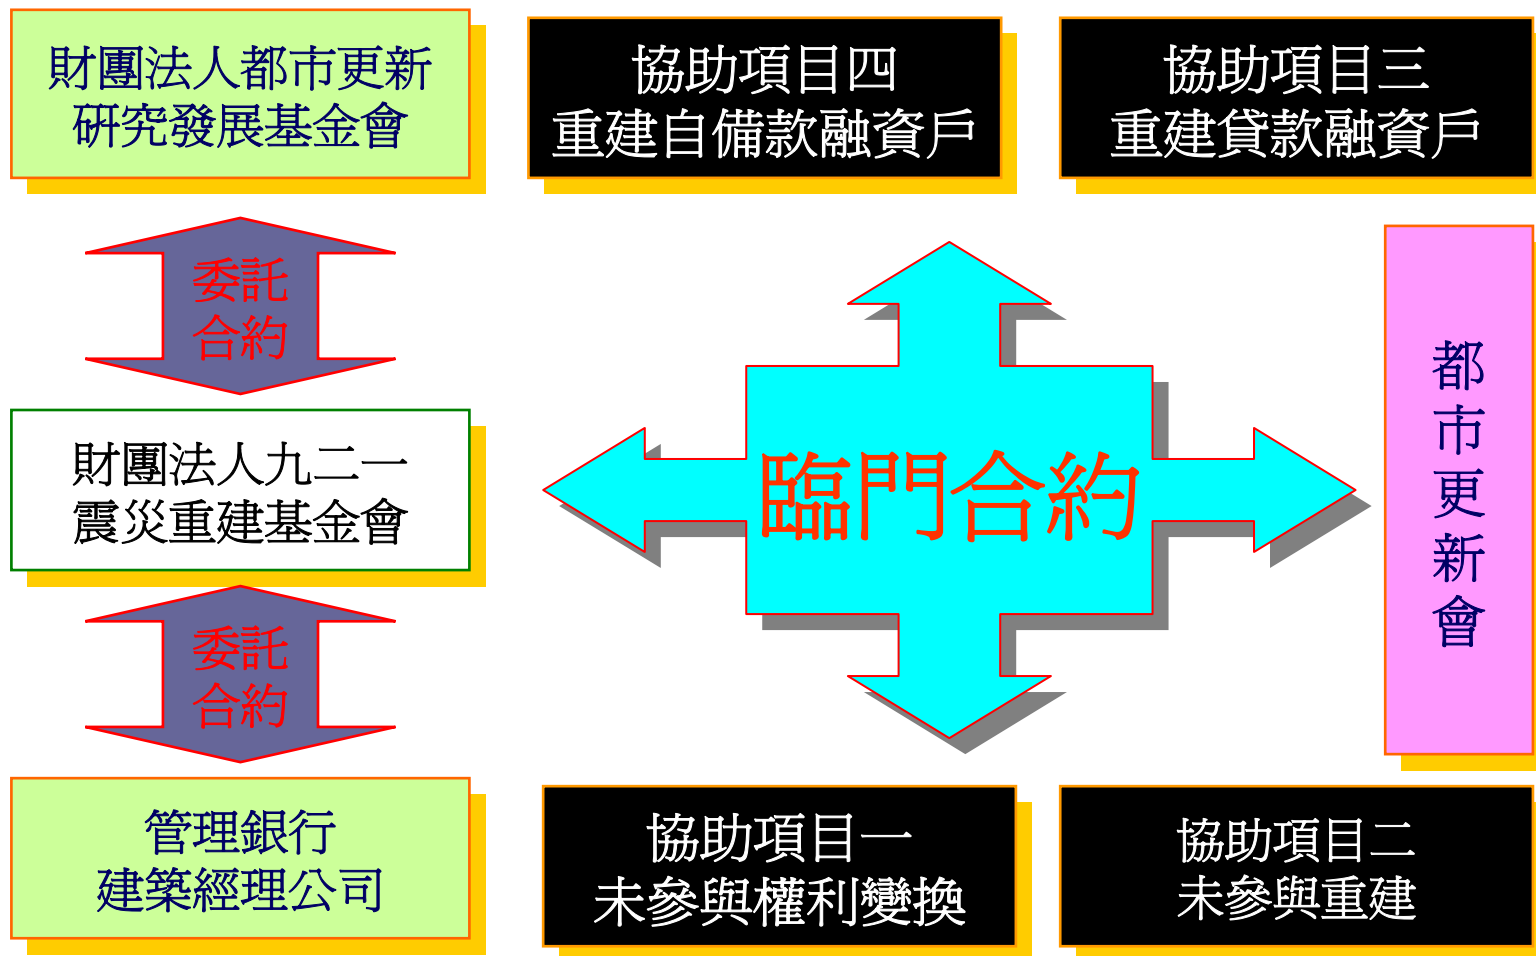 財團法人都市更新
研究發展基金會
協助項目四
重建自備款融資戶
協助項目三
重建貸款融資戶
委託
合約
財團法人九二一
震災重建基金會
臨門合約
都
市
更
新
會
委託
合約
管理銀行
建築經理公司
協助項目一
未參與權利變換
協助項目二
未參與重建